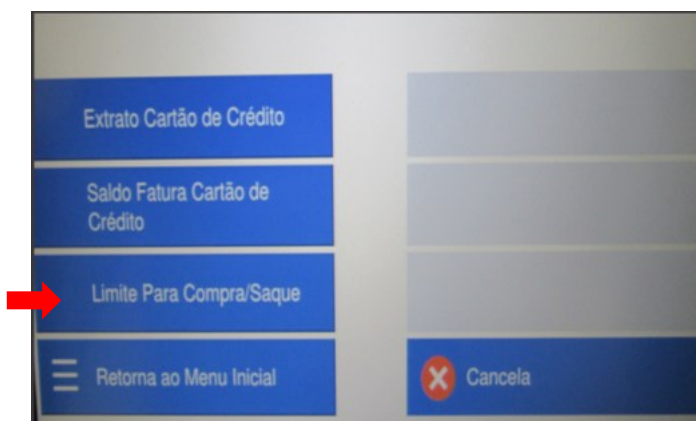 Extrato Cartão de Crédito
Saldo Fatura Cartão de
Crédito
Limite Para Compra/Saque
Retorna ao Menu Inicial
Cancela